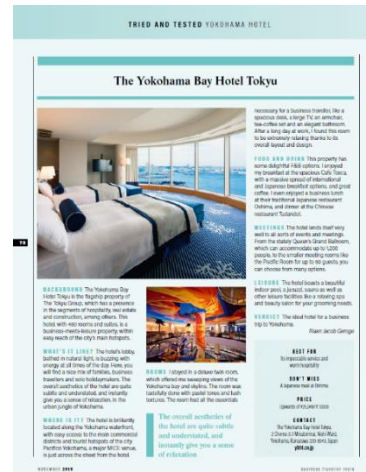 TRIED AND TESTED YOKOHAMA HOTEL
The Yokohama Bay Hotel Tokyu
necessary for a business traveller, like a
spacious desk, a large TV, an armchair,
tea-coffee set and an elegant bathroom.
After a long day at work, I found this room
to be extremely relaxing thanks to its
overall layout and design.
FOOD AND DRINK This property has
some delightful F&B options. I enjoyed
my breakfast at the spacious Cafe Tosca,
with a massive spread of international
and Japanese breakfast options, and great
coffee. I even enjoyed a business lunch
at their traditional Japanese restaurant
Oshima, and dinner at the Chinese
restaurant
MEETINGS The hotel lends itself very
well to all sorts of events and meetings.
From the stately Queen's Grand Ballroom,
which can accommodate up to
people, to the smaller meeting rooms like
the Pacific Room for up to guests, you
can choose from many options.
LEISURE The hotel boasts a beautiful
indoor pool, a jacuzzi, sauna as well as
other leisure facilities like a relaxing spa
and beauty salon for your grooming needs.
VERDICT The ideal hotel for a business
trip to Yokohama.
BACKGROUND The Yokohama Bay
Hotel Tokyu is the flagship property of
The Tokyu Group, which has a presence
in the segments of hospitality, real estate
and construction, among others. This
hotel, with rooms and suites, is a
business-meets-leisure property, within
easy reach of the city's main hotspots.
WHAT'S IT LIKE? The hotel's lobby,
bathed in natural light, is buzzing with
energy at all times of the day. Here, you
will find a nice mix of families, business
travellers and solo holidaymakers. The
overall aesthetics of the hotel are quite
subtle and understated, and instantly
give you a sense of relaxation, in the
urban jungle of Yokohama.
WHERE IS IT? The hotel is brilliantly
located along the Yokohama waterfront,
with easy access to the main commercial
districts and tourist hotspots of the city.
Pacifico Yokohama, a major MICE venue,
is just across the street from the hotel.
ROOMS I stayed in a deluxe twin room,
which offered me sweeping views of the
Yokohama bay and skyline. The room was
tastefully done with pastel tones and lush
textures. The room had all the essentials
The overall aesthetics of
the hotel are quite subtle
and understated, and
instantly give you a sense
of relaxation
BEST FOR
Its impeccable service and
warm hospitality
DON'T MISS
A Japanese meal at Oshima
PRICE
CONTACT
The Yokohama Bay Hotel Tokyu,
ybht.co.jp
NOVEMBER
BUSINESS TRAVELLER INDIA